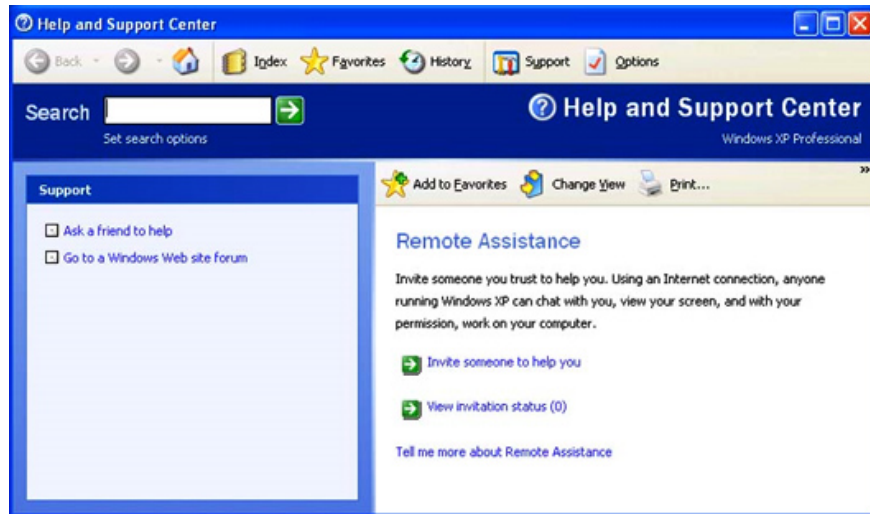 Help and Support Center
Back
Index
Favorites
History
Support
Options
Search
Set search options
Help and Support Center
Windows XP Professional
Support
Ask a friend to help
Go to a Windows Web site forum
Add to Favorites
Change View
Print...
»
Remote Assistance
Invite someone you trust to help you. Using an Internet connection, anyone
running Windows XP can chat with you, view your screen, and with your
permission, work on your computer.
Invite someone to help you
View invitation status (0)
Tell me more about Remote Assistance